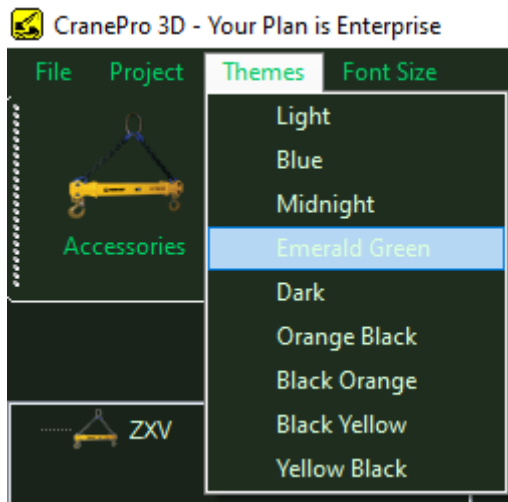 CranePro 3D - Your Plan is Enterprise
File Project Themes Font Size
Light
Blue
Midnight
Accessories
Emerald Green
Dark
Orange Black
Black Orange
ZXV
Black Yellow
Yellow Black